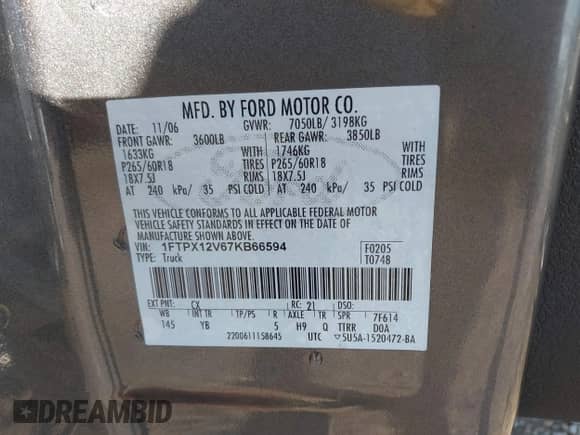 MFD. BY FORD MOTOR CO.
DATE: 11/06 GVWR: 7050LB/ 3198KG
FRONT GAWR: 3600LB REAR GAWR: 3850LB
1633KG WITH 1746KG WITH
P265/60R18 TIRES P265/60R18 TIRES
18X7.5J RIMS 18X7.5J RIMS
AT 240 kPa/ 35 PSI COLD AT 240 kPa/ 35 PSI COLD
THIS VEHICLE CONFORMS TO ALL APPLICABLE FEDERAL MOTOR
VEHICLE SAFETY STANDARDS IN EFFECT ON THE DATE OF
MANUFACTURE SHOWN ABOVE.
VIN: 1FTPX12V67KB66594 F0205
TYPE: Truck T0748
EXT PNT: CX RC: 21 DSO:
WB INT TR TP/PS R AXLE TR SPR 7F614
145 YB 5 H9 Q TTRR D0A
2200611158645 UTC ▽5U5A-1520472-BA
DREAMBID